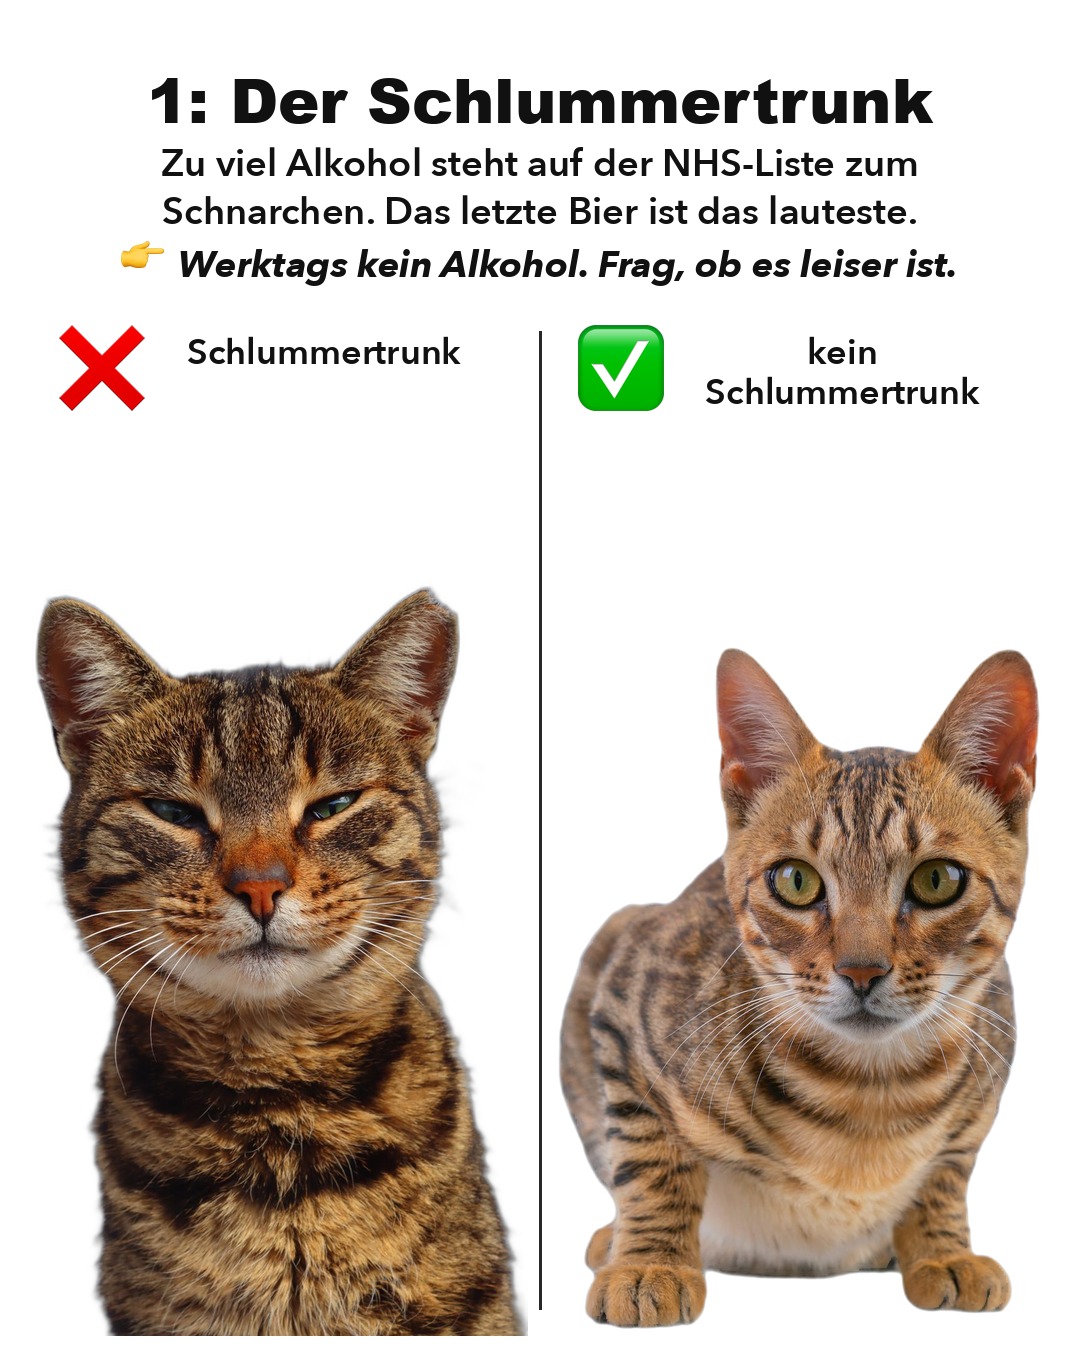 1: Der Schlummertrunk
Zu viel Alkohol steht auf der NHS-Liste zum
Schnarchen. Das letzte Bier ist das lauteste.
👉 Werktags kein Alkohol. Frag, ob es leiser ist.
❌ Schlummertrunk
✅ kein
Schlummertrunk